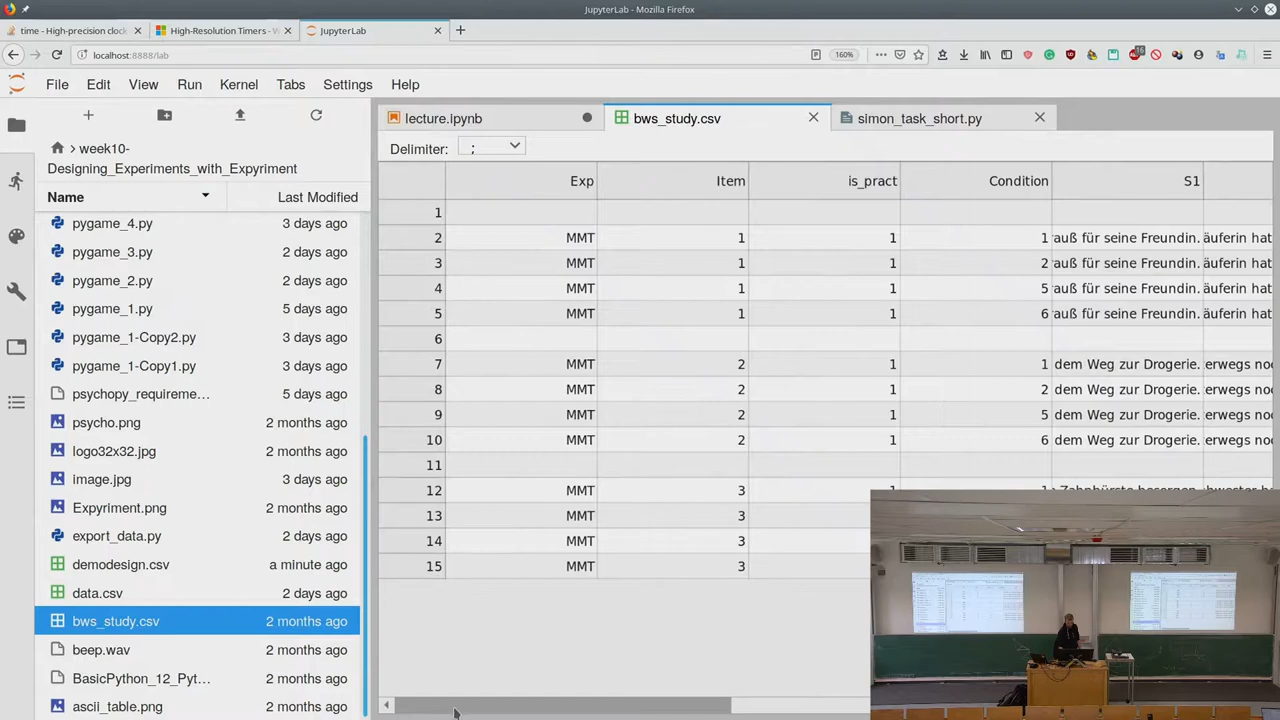 JupyterLab - Mozilla Firefox
time - High-precision clock
High-Resolution Timers - W
JupyterLab
localhost:8888/lab
160%
16
File Edit View Run Kernel Tabs Settings Help
week10-
Designing_Experiments_with_Expyriment
Name Last Modified
pygame_4.py 3 days ago
pygame_3.py 2 days ago
pygame_2.py 2 days ago
pygame_1.py 5 days ago
pygame_1-Copy2.py 3 days ago
pygame_1-Copy1.py 3 days ago
psychopy_requireme… 5 days ago
psycho.png 2 months ago
logo32x32.jpg 2 months ago
image.jpg 3 days ago
Expyriment.png 2 months ago
export_data.py 2 days ago
demodesign.csv a minute ago
data.csv 2 days ago
bws_study.csv 2 months ago
beep.wav 2 months ago
BasicPython_12_Pyt… 2 months ago
ascii_table.png 2 months ago
lecture.ipynb
bws_study.csv
simon_task_short.py
Delimiter: ;
Exp Item is_pract Condition S1
1
2 MMT 1 1 1 rauß für seine Freundin. äuferin hat
3 MMT 1 1 2 rauß für seine Freundin. äuferin hat
4 MMT 1 1 5 rauß für seine Freundin. äuferin hat
5 MMT 1 1 6 rauß für seine Freundin. äuferin hat
6
7 MMT 2 1 1 dem Weg zur Drogerie. erwegs noc
8 MMT 2 1 2 dem Weg zur Drogerie. erwegs noc
9 MMT 2 1 5 dem Weg zur Drogerie. erwegs noc
10 MMT 2 1 6 dem Weg zur Drogerie. erwegs noc
11
12 MMT 3
13 MMT 3
14 MMT 3
15 MMT 3